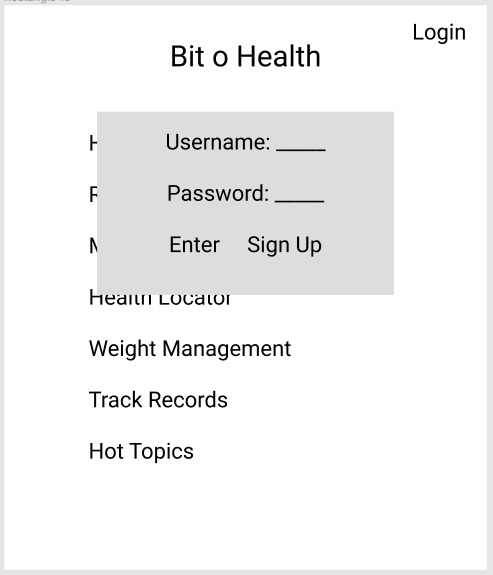 Login
Bit o Health
Username: _____
Password: _____
Enter Sign Up
Health Locator
Weight Management
Track Records
Hot Topics